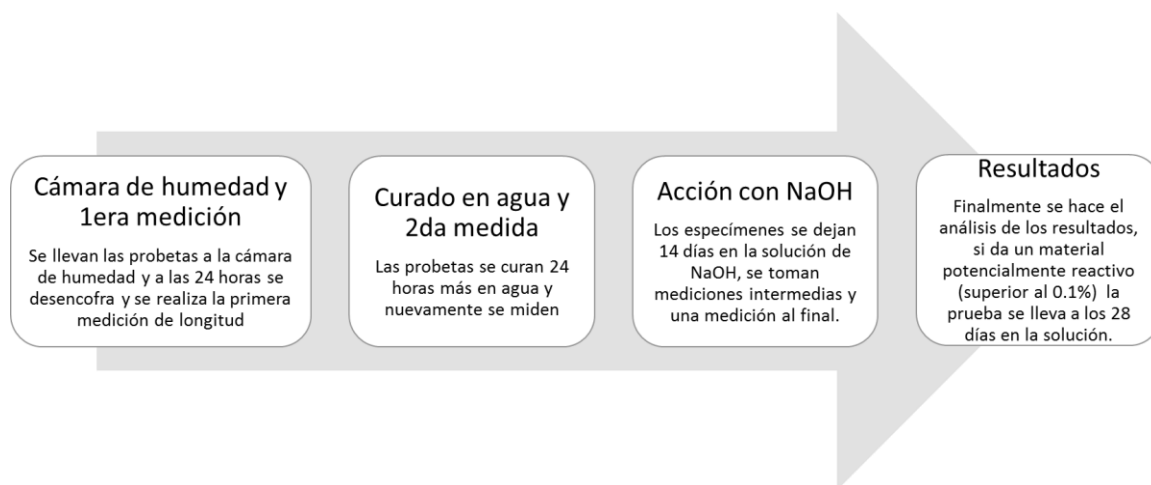 Cámara de humedad y
1era medición
Se llevan las probetas a la cámara
de humedad y a las 24 horas se
desencofra y se realiza la primera
medición de longitud
Curado en agua y
2da medida
Las probetas se curan 24
horas más en agua y
nuevamente se miden
Acción con NaOH
Los especímenes se dejan
14 días en la solución de
NaOH, se toman
mediciones intermedias y
una medición al final.
Resultados
Finalmente se hace el
análisis de los resultados,
si da un material
potencialmente reactivo
(superior al 0.1%) la
prueba se lleva a los 28
días en la solución.